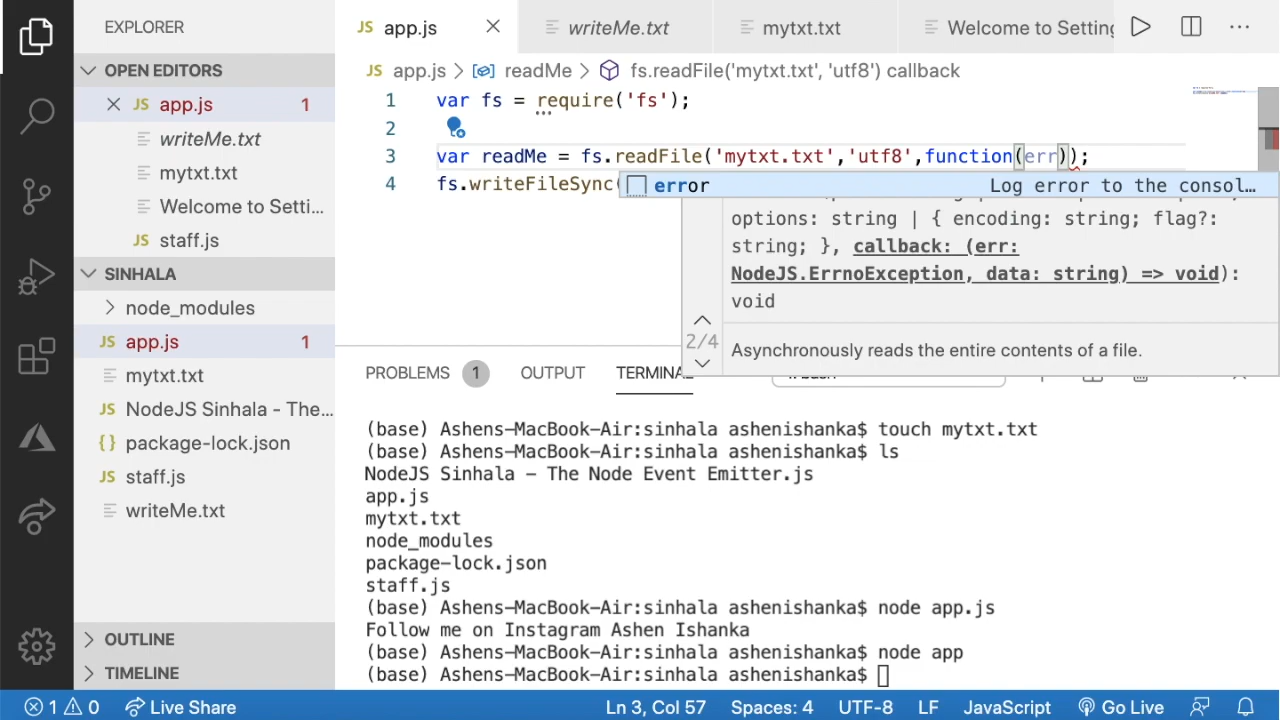 EXPLORER
OPEN EDITORS
JS app.js 1
writeMe.txt
mytxt.txt
Welcome to Setti...
JS staff.js
SINHALA
node_modules
JS app.js 1
mytxt.txt
JS NodeJS Sinhala - The...
{ } package-lock.json
JS staff.js
writeMe.txt
OUTLINE
TIMELINE
JS app.js writeMe.txt mytxt.txt Welcome to Setting
JS app.js > readMe > fs.readFile('mytxt.txt', 'utf8') callback
1 var fs = require('fs');
2
3 var readMe = fs.readFile('mytxt.txt','utf8',function(err));
4 fs.writeFileSync(
error Log error to the consol...
options: string | { encoding: string; flag?:
string; }, callback: (err:
NodeJS.ErrnoException, data: string) => void):
void
2/4
Asynchronously reads the entire contents of a file.
PROBLEMS 1 OUTPUT TERMINA
(base) Ashens-MacBook-Air:sinhala ashenishanka$ touch mytxt.txt
(base) Ashens-MacBook-Air:sinhala ashenishanka$ ls
NodeJS Sinhala - The Node Event Emitter.js
app.js
mytxt.txt
node_modules
package-lock.json
staff.js
(base) Ashens-MacBook-Air:sinhala ashenishanka$ node app.js
Follow me on Instagram Ashen Ishanka
(base) Ashens-MacBook-Air:sinhala ashenishanka$ node app
(base) Ashens-MacBook-Air:sinhala ashenishanka$
1 0 Live Share Ln 3, Col 57 Spaces: 4 UTF-8 LF JavaScript Go Live